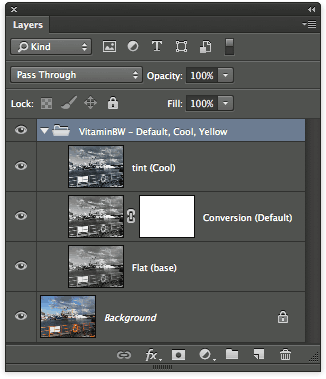 Layers
Kind
T
Pass Through Opacity: 100%
Lock: Fill: 100%
VitaminBW – Default, Cool, Yellow
tint (Cool)
Conversion (Default)
Flat (base)
Background
fx